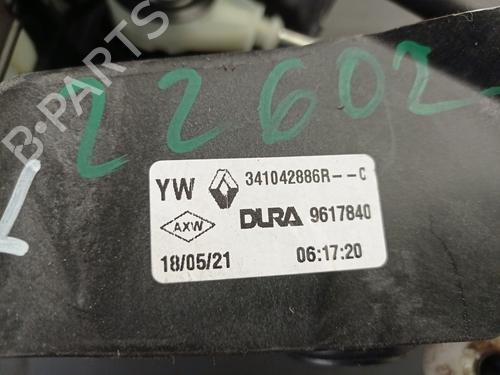 B-PARTS
22602
YW 341042886R--C
AXW DURA 9617840
18/05/21 06:17:20